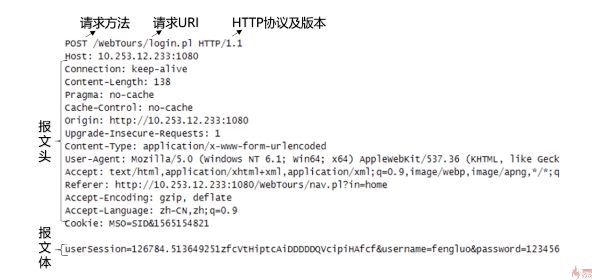 请求方法 请求URI HTTP协议及版本
POST /WebTours/login.pl HTTP/1.1
Host: 10.253.12.233:1080
Connection: keep-alive
Content-Length: 138
Pragma: no-cache
Cache-Control: no-cache
Origin: http://10.253.12.233:1080
Upgrade-Insecure-Requests: 1
Content-Type: application/x-www-form-urlencoded
User-Agent: Mozilla/5.0 (Windows NT 6.1; Win64; x64) AppleWebKit/537.36 (KHTML, like Geck
Accept: text/html,application/xhtml+xml,application/xml;q=0.9,image/webp,image/apng,*/*;q
Referer: http://10.253.12.233:1080/WebTours/nav.pl?in=home
Accept-Encoding: gzip, deflate
Accept-Language: zh-CN,zh;q=0.9
Cookie: MSO=SID&1565154821
报文头
报文体
userSession=126784.513649251zfcVtHiptcAiDDDDDQVcipiHAfcf&username=fengluo&password=123456